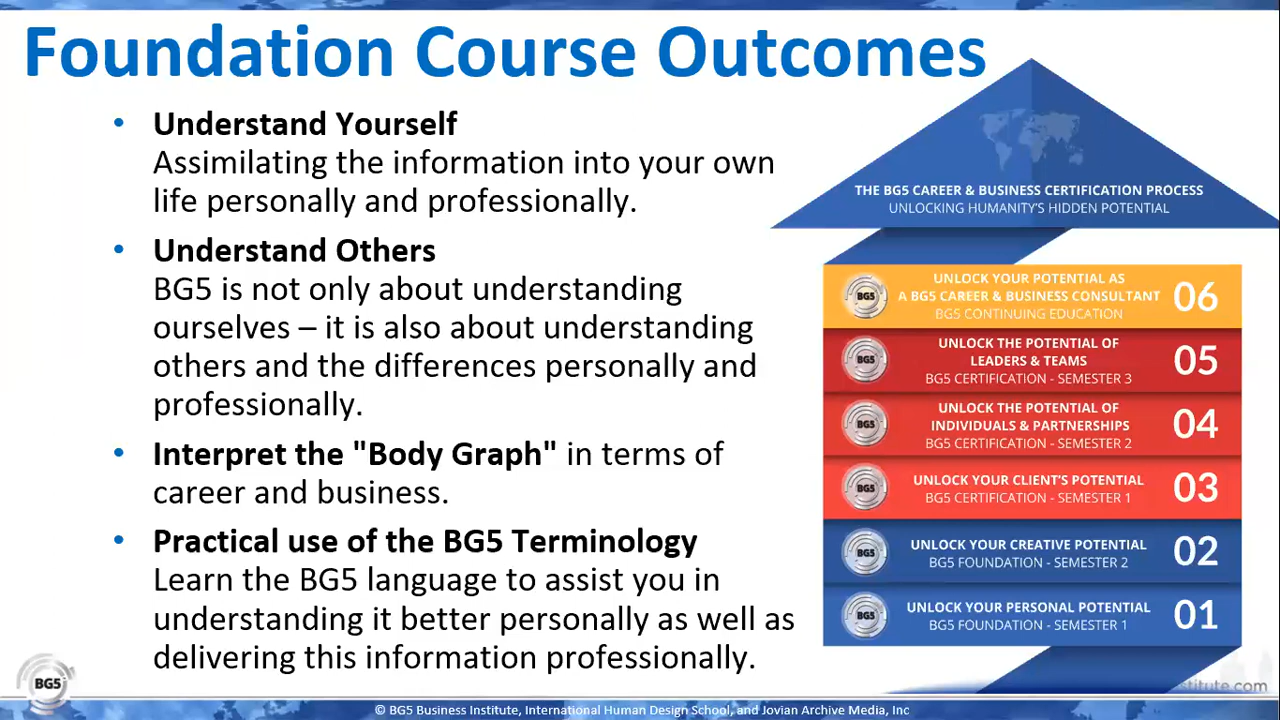 Foundation Course Outcomes
• Understand Yourself
Assimilating the information into your own
life personally and professionally.
• Understand Others
BG5 is not only about understanding
ourselves – it is also about understanding
others and the differences personally and
professionally.
• Interpret the "Body Graph" in terms of
career and business.
• Practical use of the BG5 Terminology
Learn the BG5 language to assist you in
understanding it better personally as well as
delivering this information professionally.
THE BG5 CAREER & BUSINESS CERTIFICATION PROCESS
UNLOCKING HUMANITY'S HIDDEN POTENTIAL
BG5
UNLOCK YOUR POTENTIAL AS
A BG5 CAREER & BUSINESS CONSULTANT
BG5 CONTINUING EDUCATION
06
BG5
UNLOCK THE POTENTIAL OF
LEADERS & TEAMS
BG5 CERTIFICATION - SEMESTER 3
05
BG5
UNLOCK THE POTENTIAL OF
INDIVIDUALS & PARTNERSHIPS
BG5 CERTIFICATION - SEMESTER 2
04
BG5
UNLOCK YOUR CLIENT'S POTENTIAL
BG5 CERTIFICATION - SEMESTER 1
03
BG5
UNLOCK YOUR CREATIVE POTENTIAL
BG5 FOUNDATION - SEMESTER 2
02
BG5
UNLOCK YOUR PERSONAL POTENTIAL
BG5 FOUNDATION - SEMESTER 1
01
BG5
stitute.com
© BG5 Business Institute, International Human Design School, and Jovian Archive Media, Inc